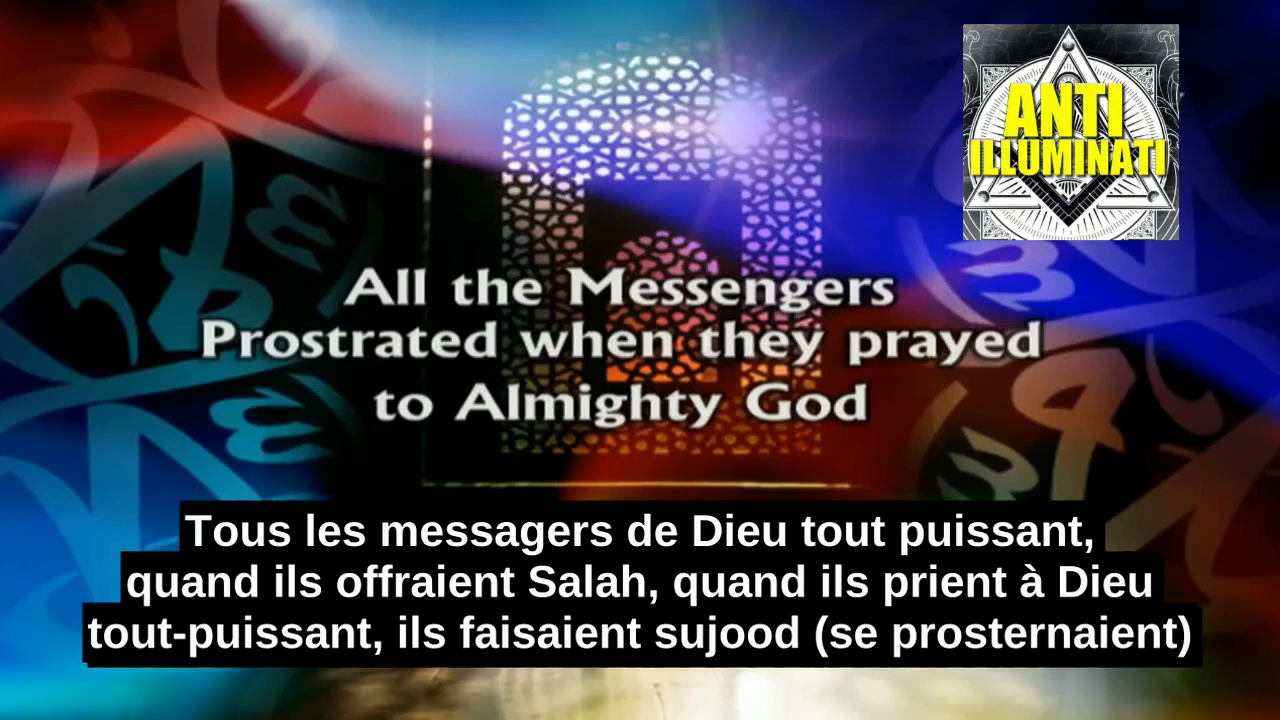 ANTI
ILLUMINATI
All the Messengers
Prostrated when they prayed
to Almighty God
Tous les messagers de Dieu tout puissant,
quand ils offraient Salah, quand ils prient à Dieu
tout-puissant, ils faisaient sujood (se prosternaient)